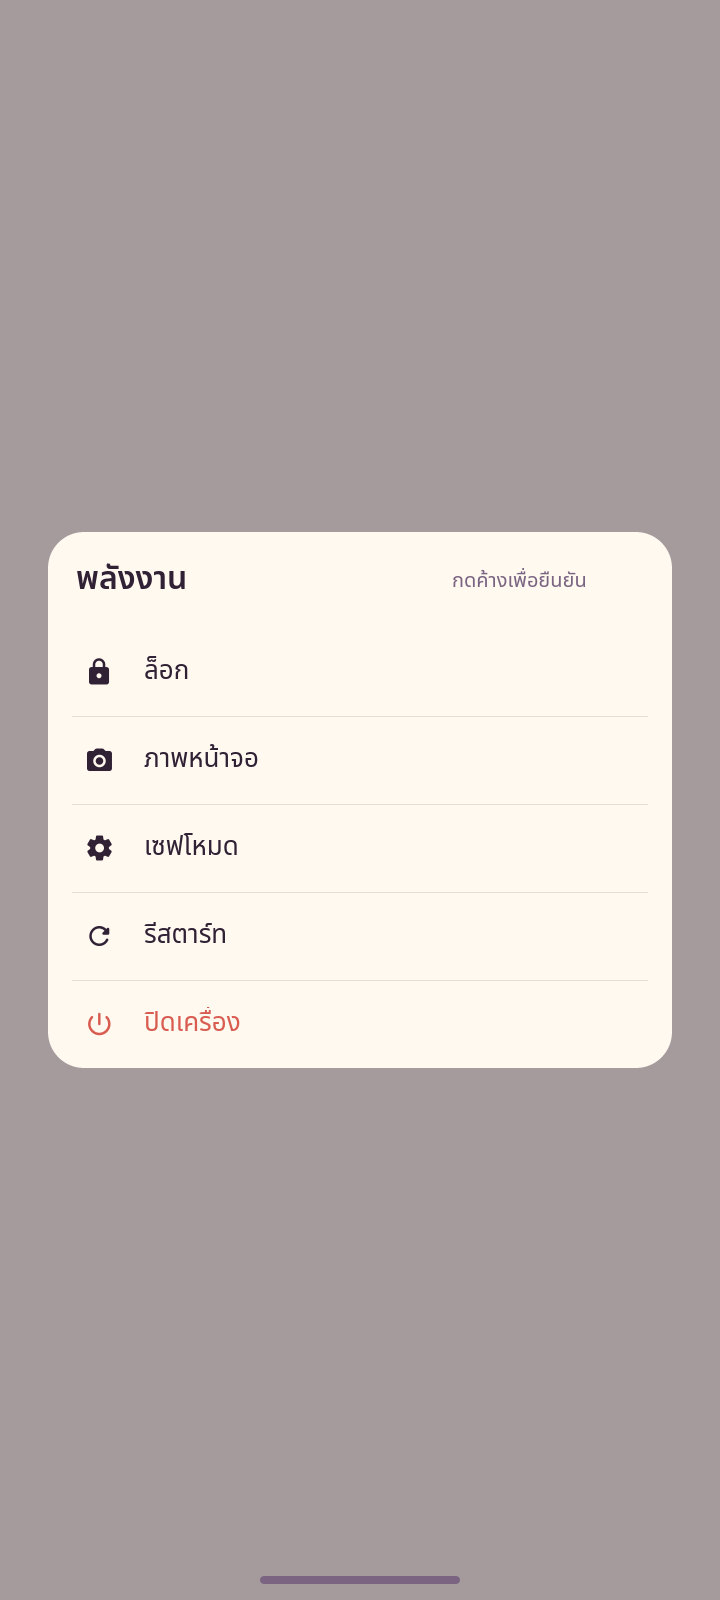 พลังงาน
กดค้างเพื่อยืนยัน
ล็อก
ภาพหน้าจอ
เซฟโหมด
รีสตาร์ท
ปิดเครื่อง